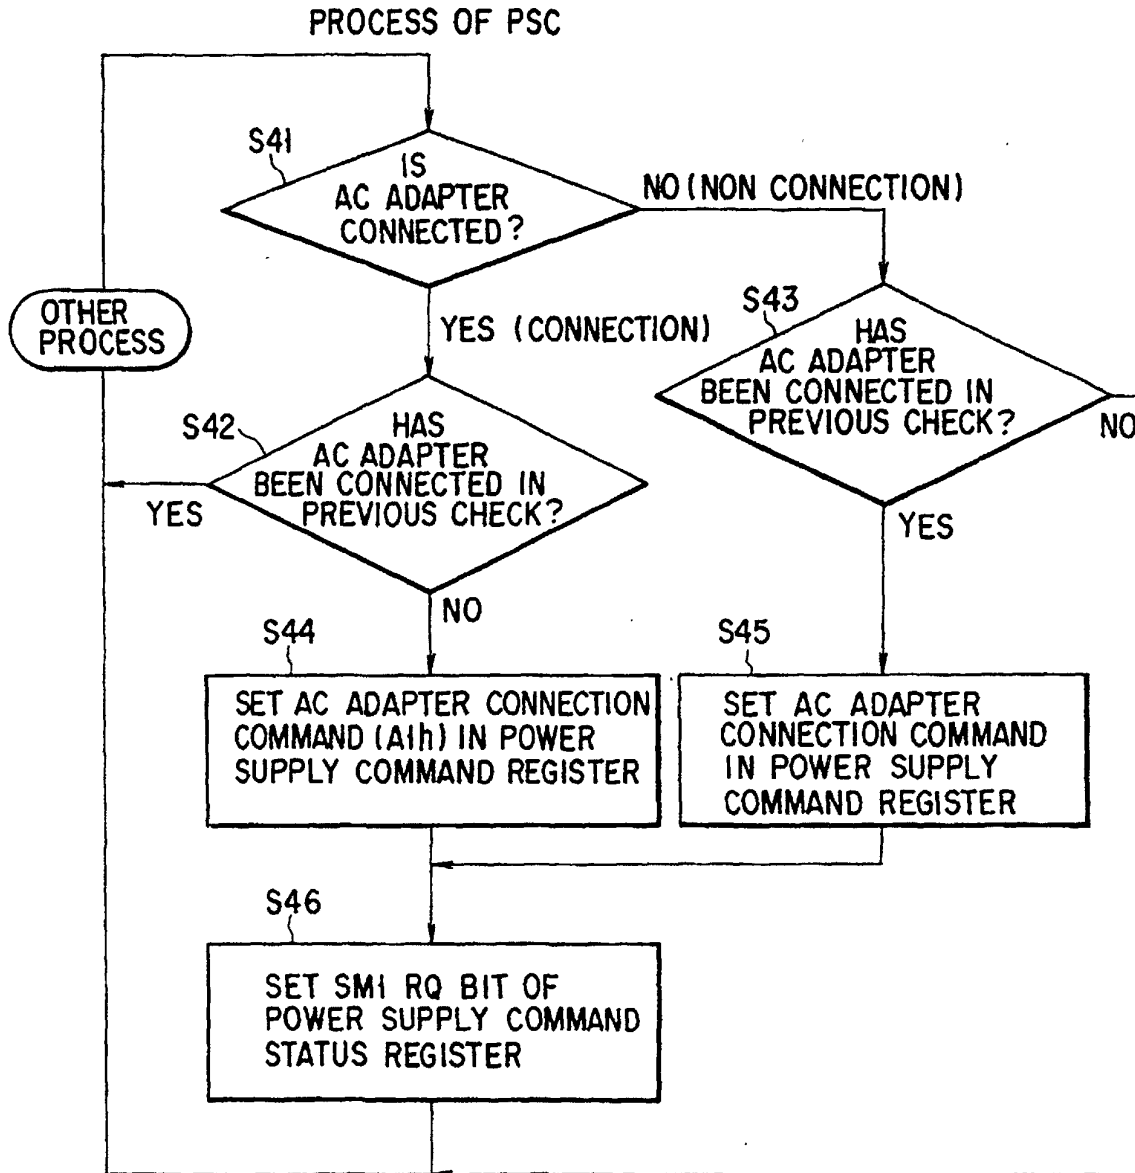 PROCESS OF PSC
S41
IS
AC ADAPTER
CONNECTED?
NO (NON CONNECTION)
OTHER
PROCESS
YES (CONNECTION)
S43
HAS
AC ADAPTER
BEEN CONNECTED IN
PREVIOUS CHECK?
NO
S42
HAS
AC ADAPTER
BEEN CONNECTED IN
PREVIOUS CHECK?
YES
YES
NO
S44
SET AC ADAPTER CONNECTION
COMMAND (A1h) IN POWER
SUPPLY COMMAND REGISTER
S45
SET AC ADAPTER
CONNECTION COMMAND
IN POWER SUPPLY
COMMAND REGISTER
S46
SET SMI RQ BIT OF
POWER SUPPLY COMMAND
STATUS REGISTER